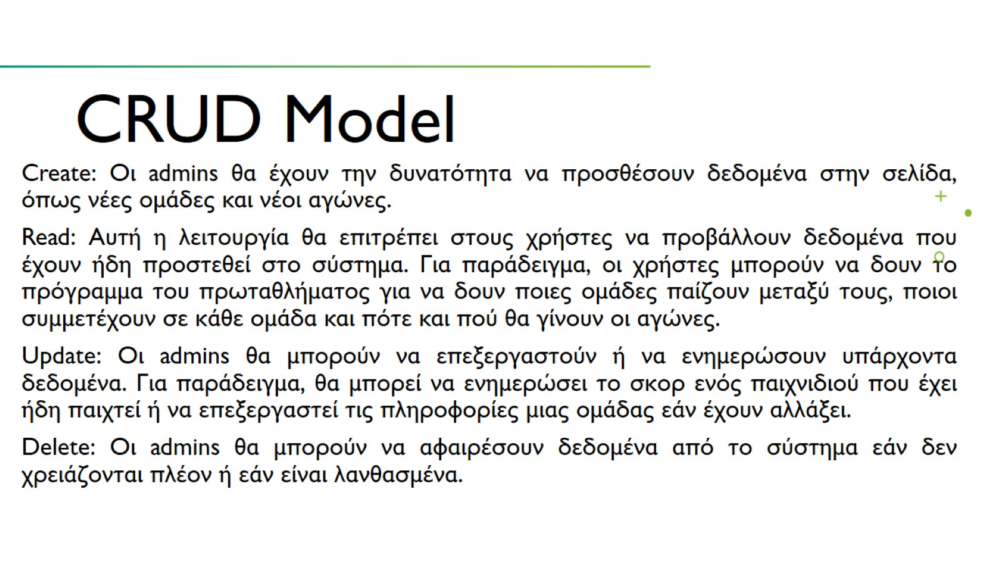 CRUD Model
Create: Οι admins θα έχουν την δυνατότητα να προσθέσουν δεδομένα στην σελίδα,
όπως νέες ομάδες και νέοι αγώνες.
Read: Αυτή η λειτουργία θα επιτρέπει στους χρήστες να προβάλλουν δεδομένα που
έχουν ήδη προστεθεί στο σύστημα. Για παράδειγμα, οι χρήστες μπορούν να δουν το
πρόγραμμα του πρωταθλήματος για να δουν ποιες ομάδες παίζουν μεταξύ τους, ποιοι
συμμετέχουν σε κάθε ομάδα και πότε και πού θα γίνουν οι αγώνες.
Update: Οι admins θα μπορούν να επεξεργαστούν ή να ενημερώσουν υπάρχοντα
δεδομένα. Για παράδειγμα, θα μπορεί να ενημερώσει το σκορ ενός παιχνιδιού που έχει
ήδη παιχτεί ή να επεξεργαστεί τις πληροφορίες μιας ομάδας εάν έχουν αλλάξει.
Delete: Οι admins θα μπορούν να αφαιρέσουν δεδομένα από το σύστημα εάν δεν
χρειάζονται πλέον ή εάν είναι λανθασμένα.